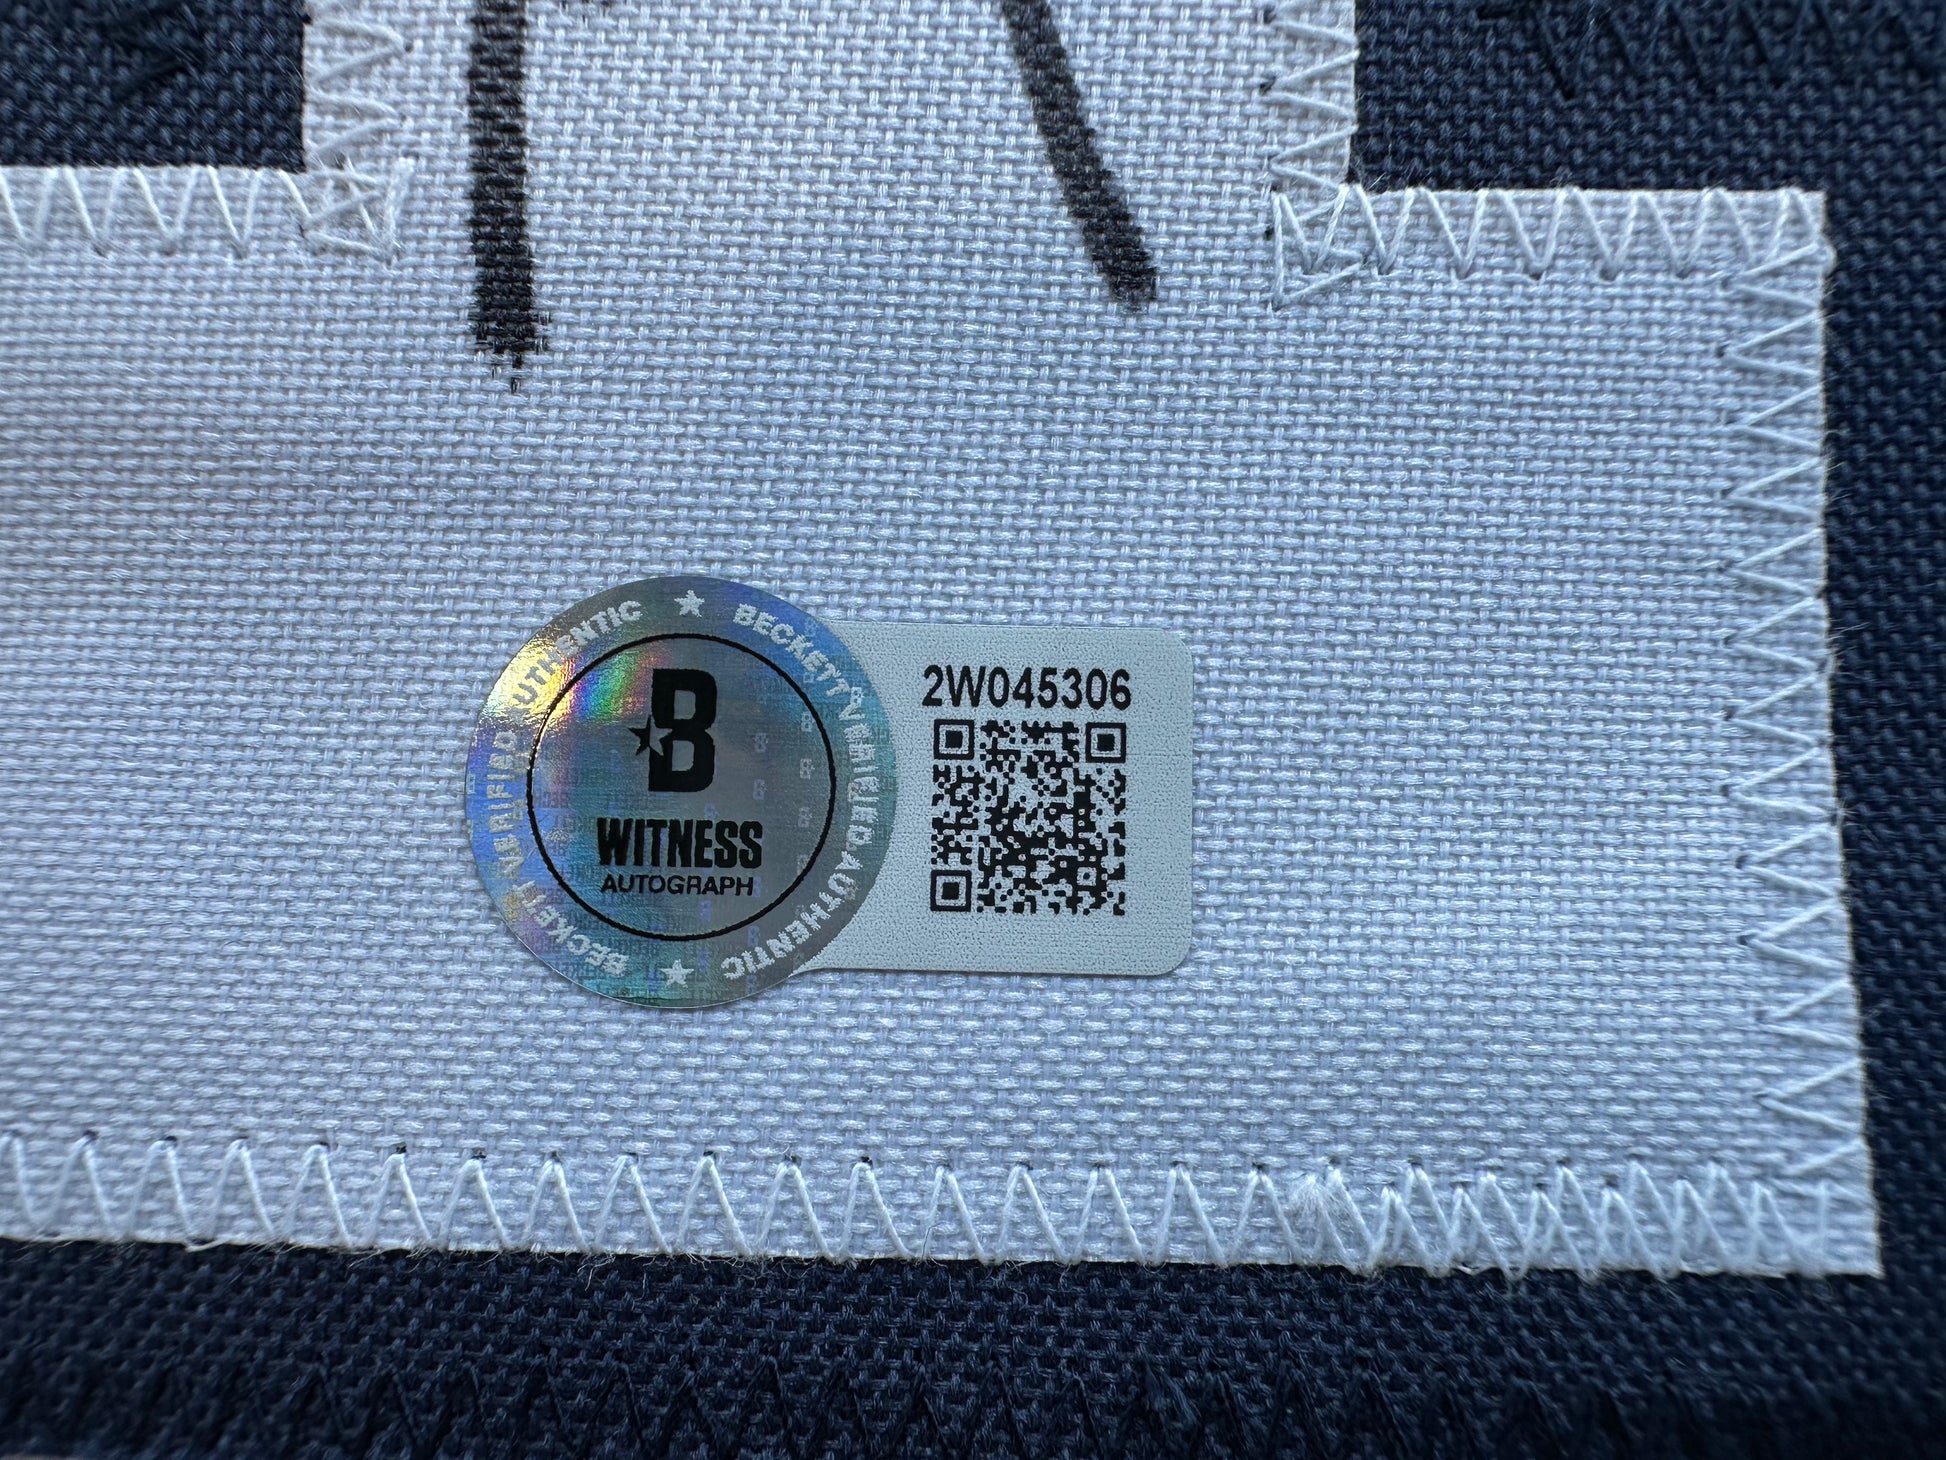 BECKETT VERIFIED AUTHENTIC ★ BECKETT VERIFIED AUTHENTIC ★
B
WITNESS
AUTOGRAPH
2W045306